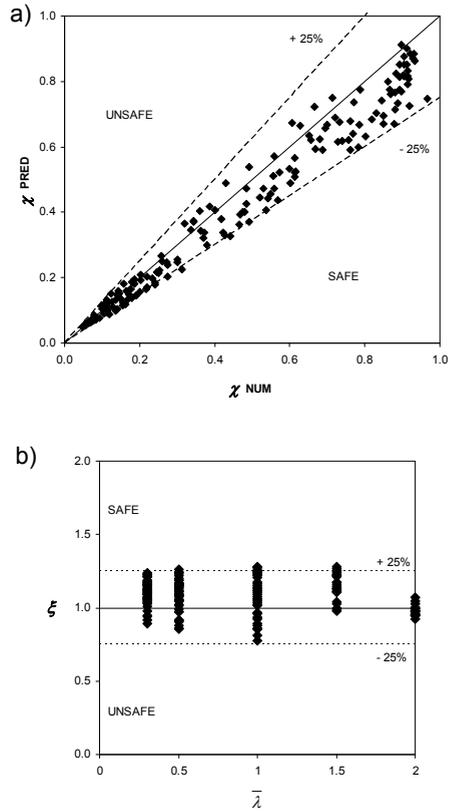 a)
1.0
+ 25%
0.8
UNSAFE
χ PRED
0.6
- 25%
0.4
SAFE
0.2
0.0
0.0 0.2 0.4 0.6 0.8 1.0
χ NUM
b)
2.0
SAFE
1.5
+ 25%
ξ
1.0
- 25%
0.5
UNSAFE
0.0
0 0.5 1 1.5 2
λ̅